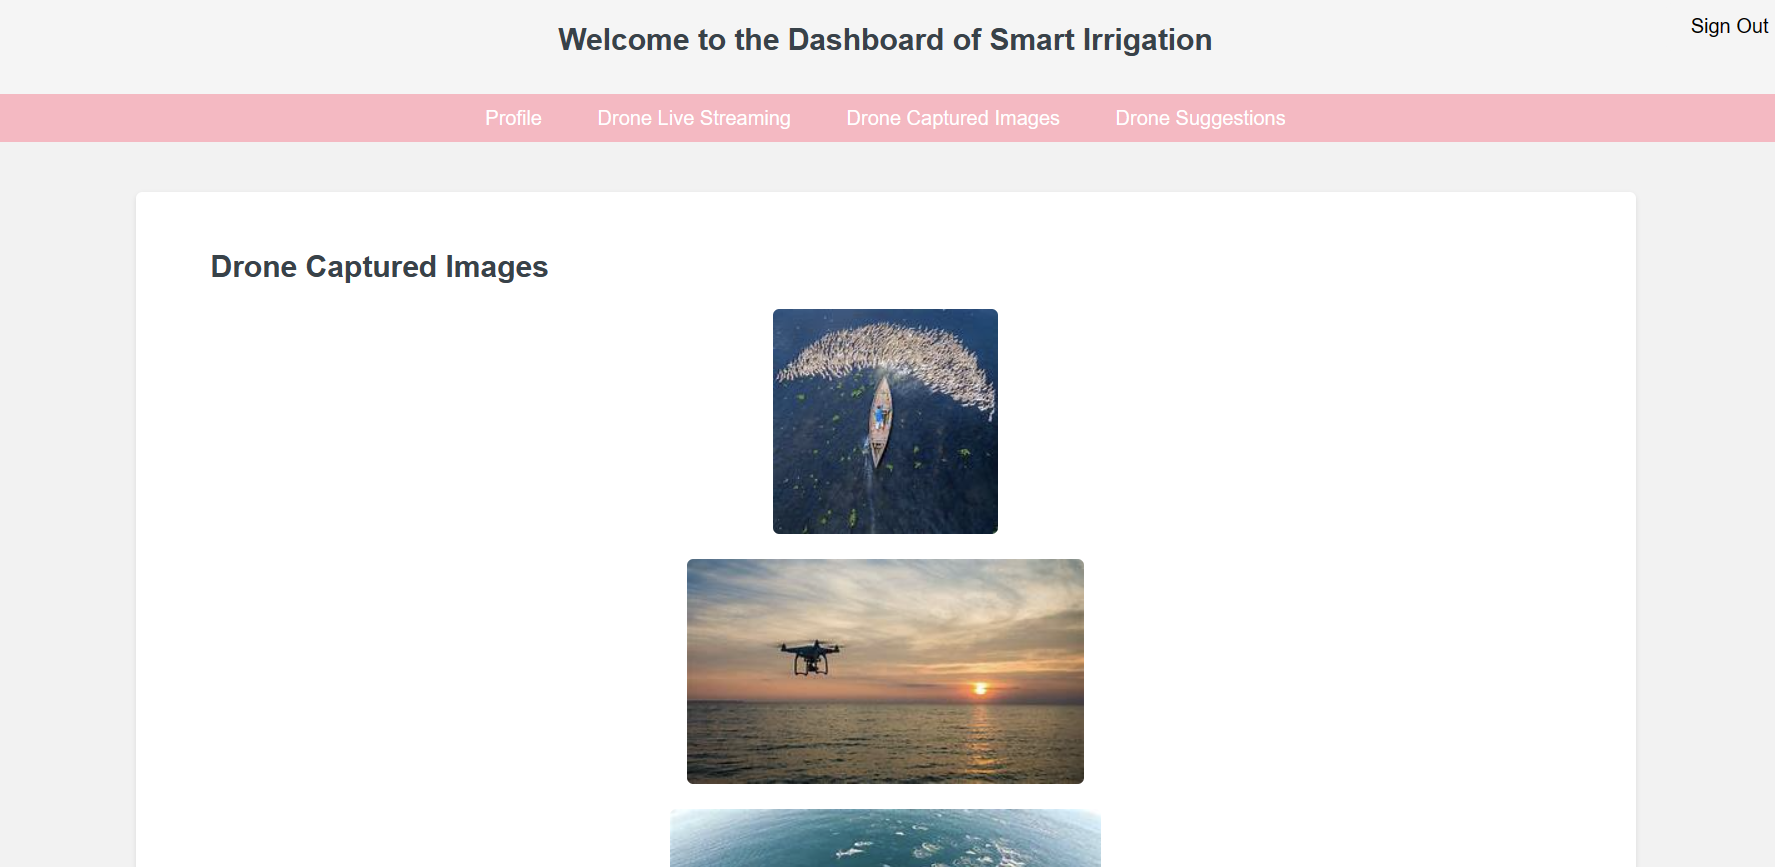 Sign Out
Welcome to the Dashboard of Smart Irrigation
Profile Drone Live Streaming Drone Captured Images Drone Suggestions
Drone Captured Images